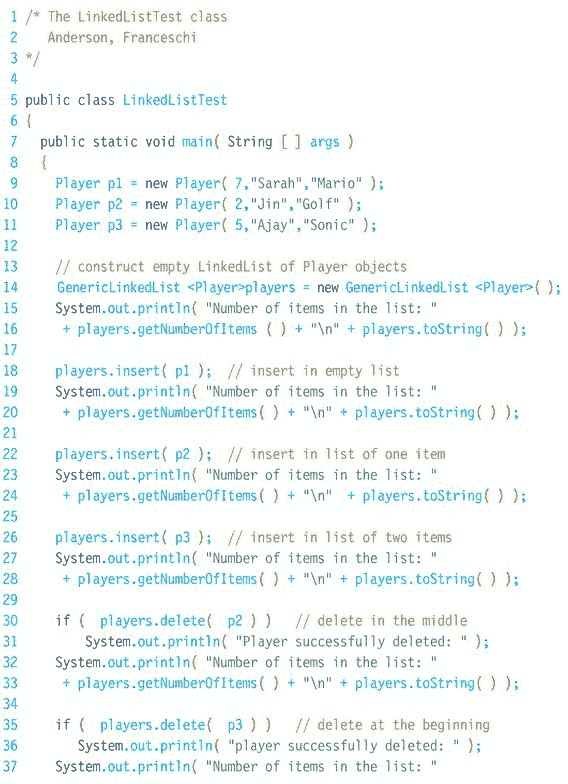 1 /* The LinkedListTest class
2    Anderson, Franceschi
3 */
4
5 public class LinkedListTest
6 {
7   public static void main( String [ ] args )
8   {
9     Player p1 = new Player( 7,"Sarah","Mario" );
10     Player p2 = new Player( 2,"Jin","Golf" );
11     Player p3 = new Player( 5,"Ajay","Sonic" );
12
13     // construct empty LinkedList of Player objects
14     GenericLinkedList <Player>players = new GenericLinkedList <Player>( );
15     System.out.println( "Number of items in the list: "
16      + players.getNumberOfItems ( ) + "\n" + players.toString( ) );
17
18     players.insert( p1 );  // insert in empty list
19     System.out.println( "Number of items in the list: "
20      + players.getNumberOfItems( ) + "\n" + players.toString( ) );
21
22     players.insert( p2 );  // insert in list of one item
23     System.out.println( "Number of items in the list: "
24      + players.getNumberOfItems( ) + "\n"  + players.toString( ) );
25
26     players.insert( p3 );  // insert in list of two items
27     System.out.println( "Number of items in the list: "
28      + players.getNumberOfItems( ) + "\n" + players.toString( ) );
29
30     if (  players.delete(  p2 ) )   // delete in the middle
31         System.out.println( "Player successfully deleted: " );
32     System.out.println( "Number of items in the list: "
33      + players.getNumberOfItems( ) + "\n" + players.toString( ) );
34
35     if (  players.delete(  p3 ) )   // delete at the beginning
36        System.out.println( "player successfully deleted: " );
37     System.out.println( "Number of items in the list: "